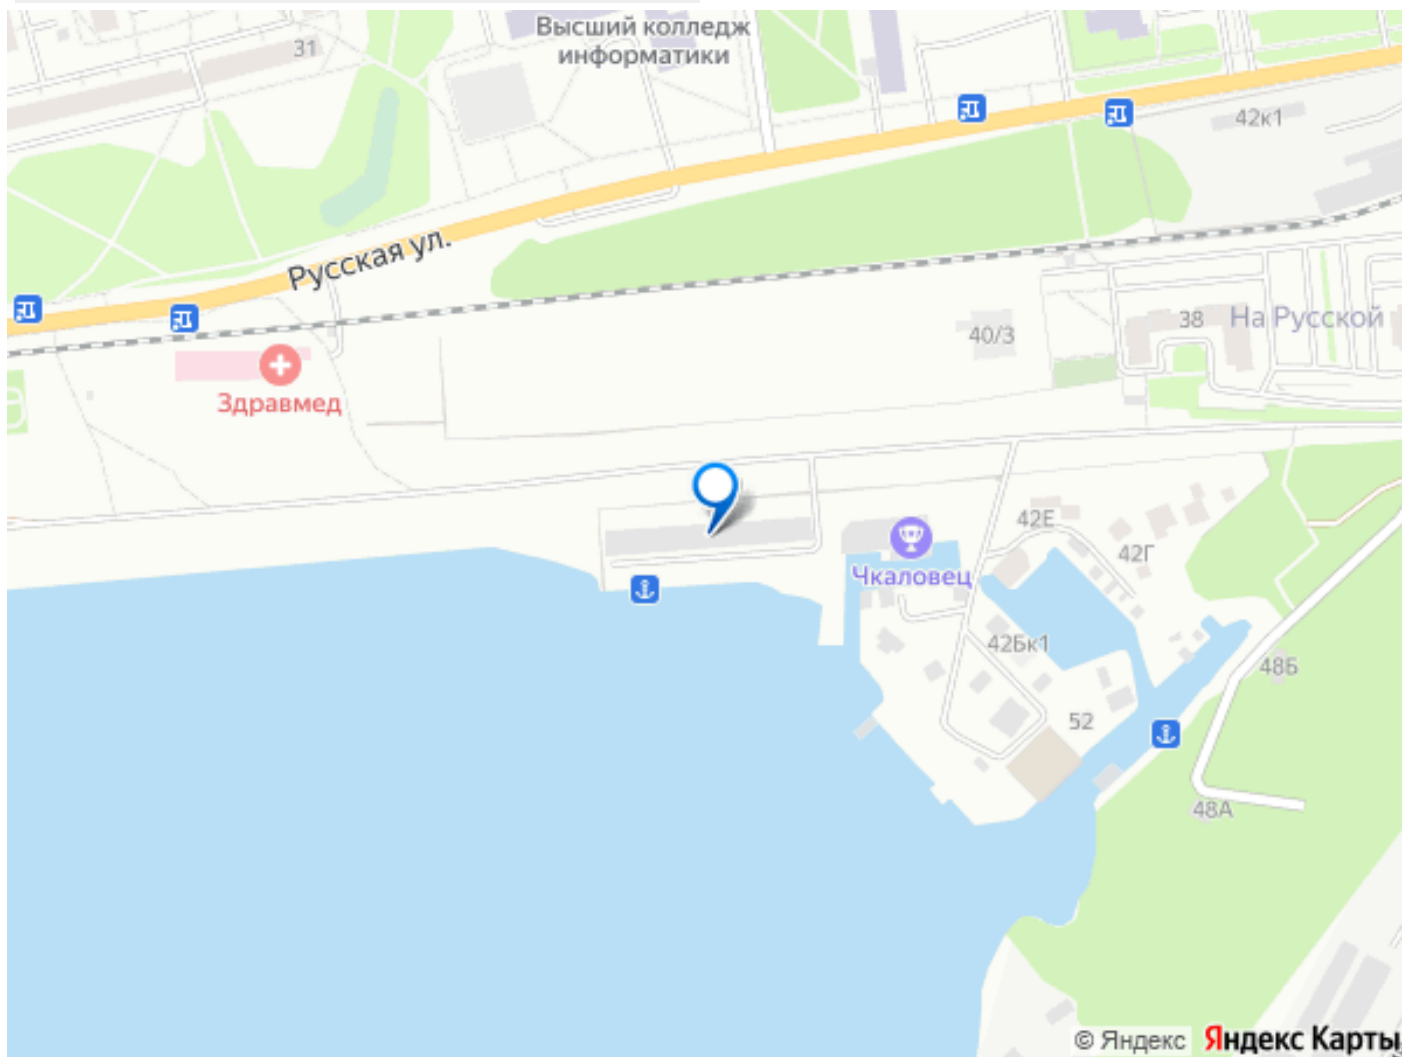 Высший колледж
информатики
31
42к1
Русская ул.
38
На Русской
40/3
Здравмед
42Е
42Г
Чкаловец
42Бк1
48Б
52
48А
© Яндекс Яндекс Карты